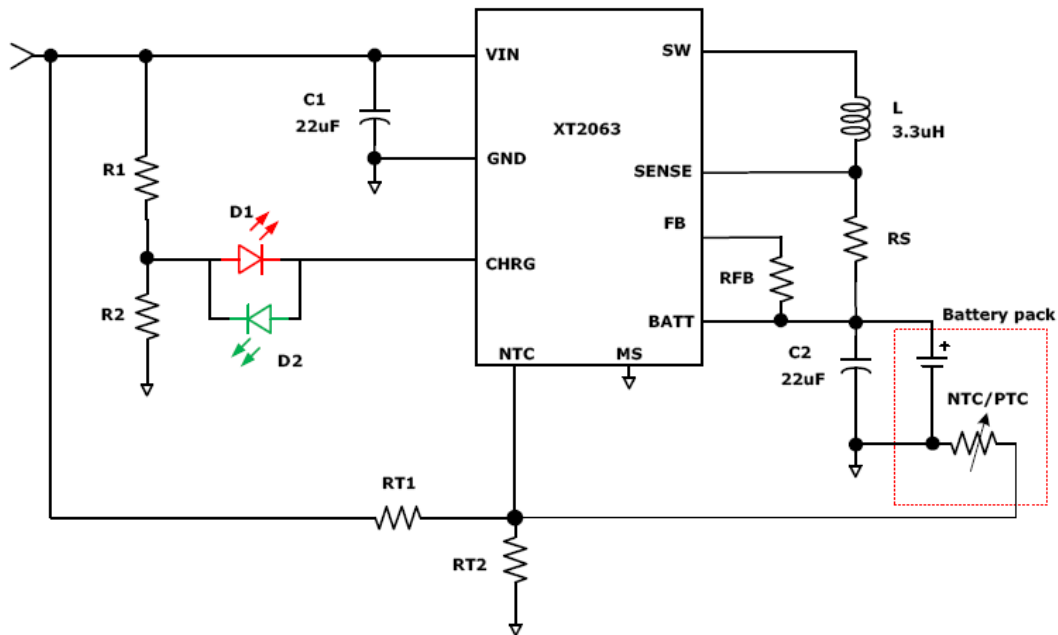 VIN
SW
C1
22uF
XT2063
L
3.3uH
GND
R1
SENSE
D1
FB
RS
CHRG
RFB
R2
BATT
Battery pack
+
D2
NTC
MS
C2
22uF
NTC/PTC
RT1
RT2